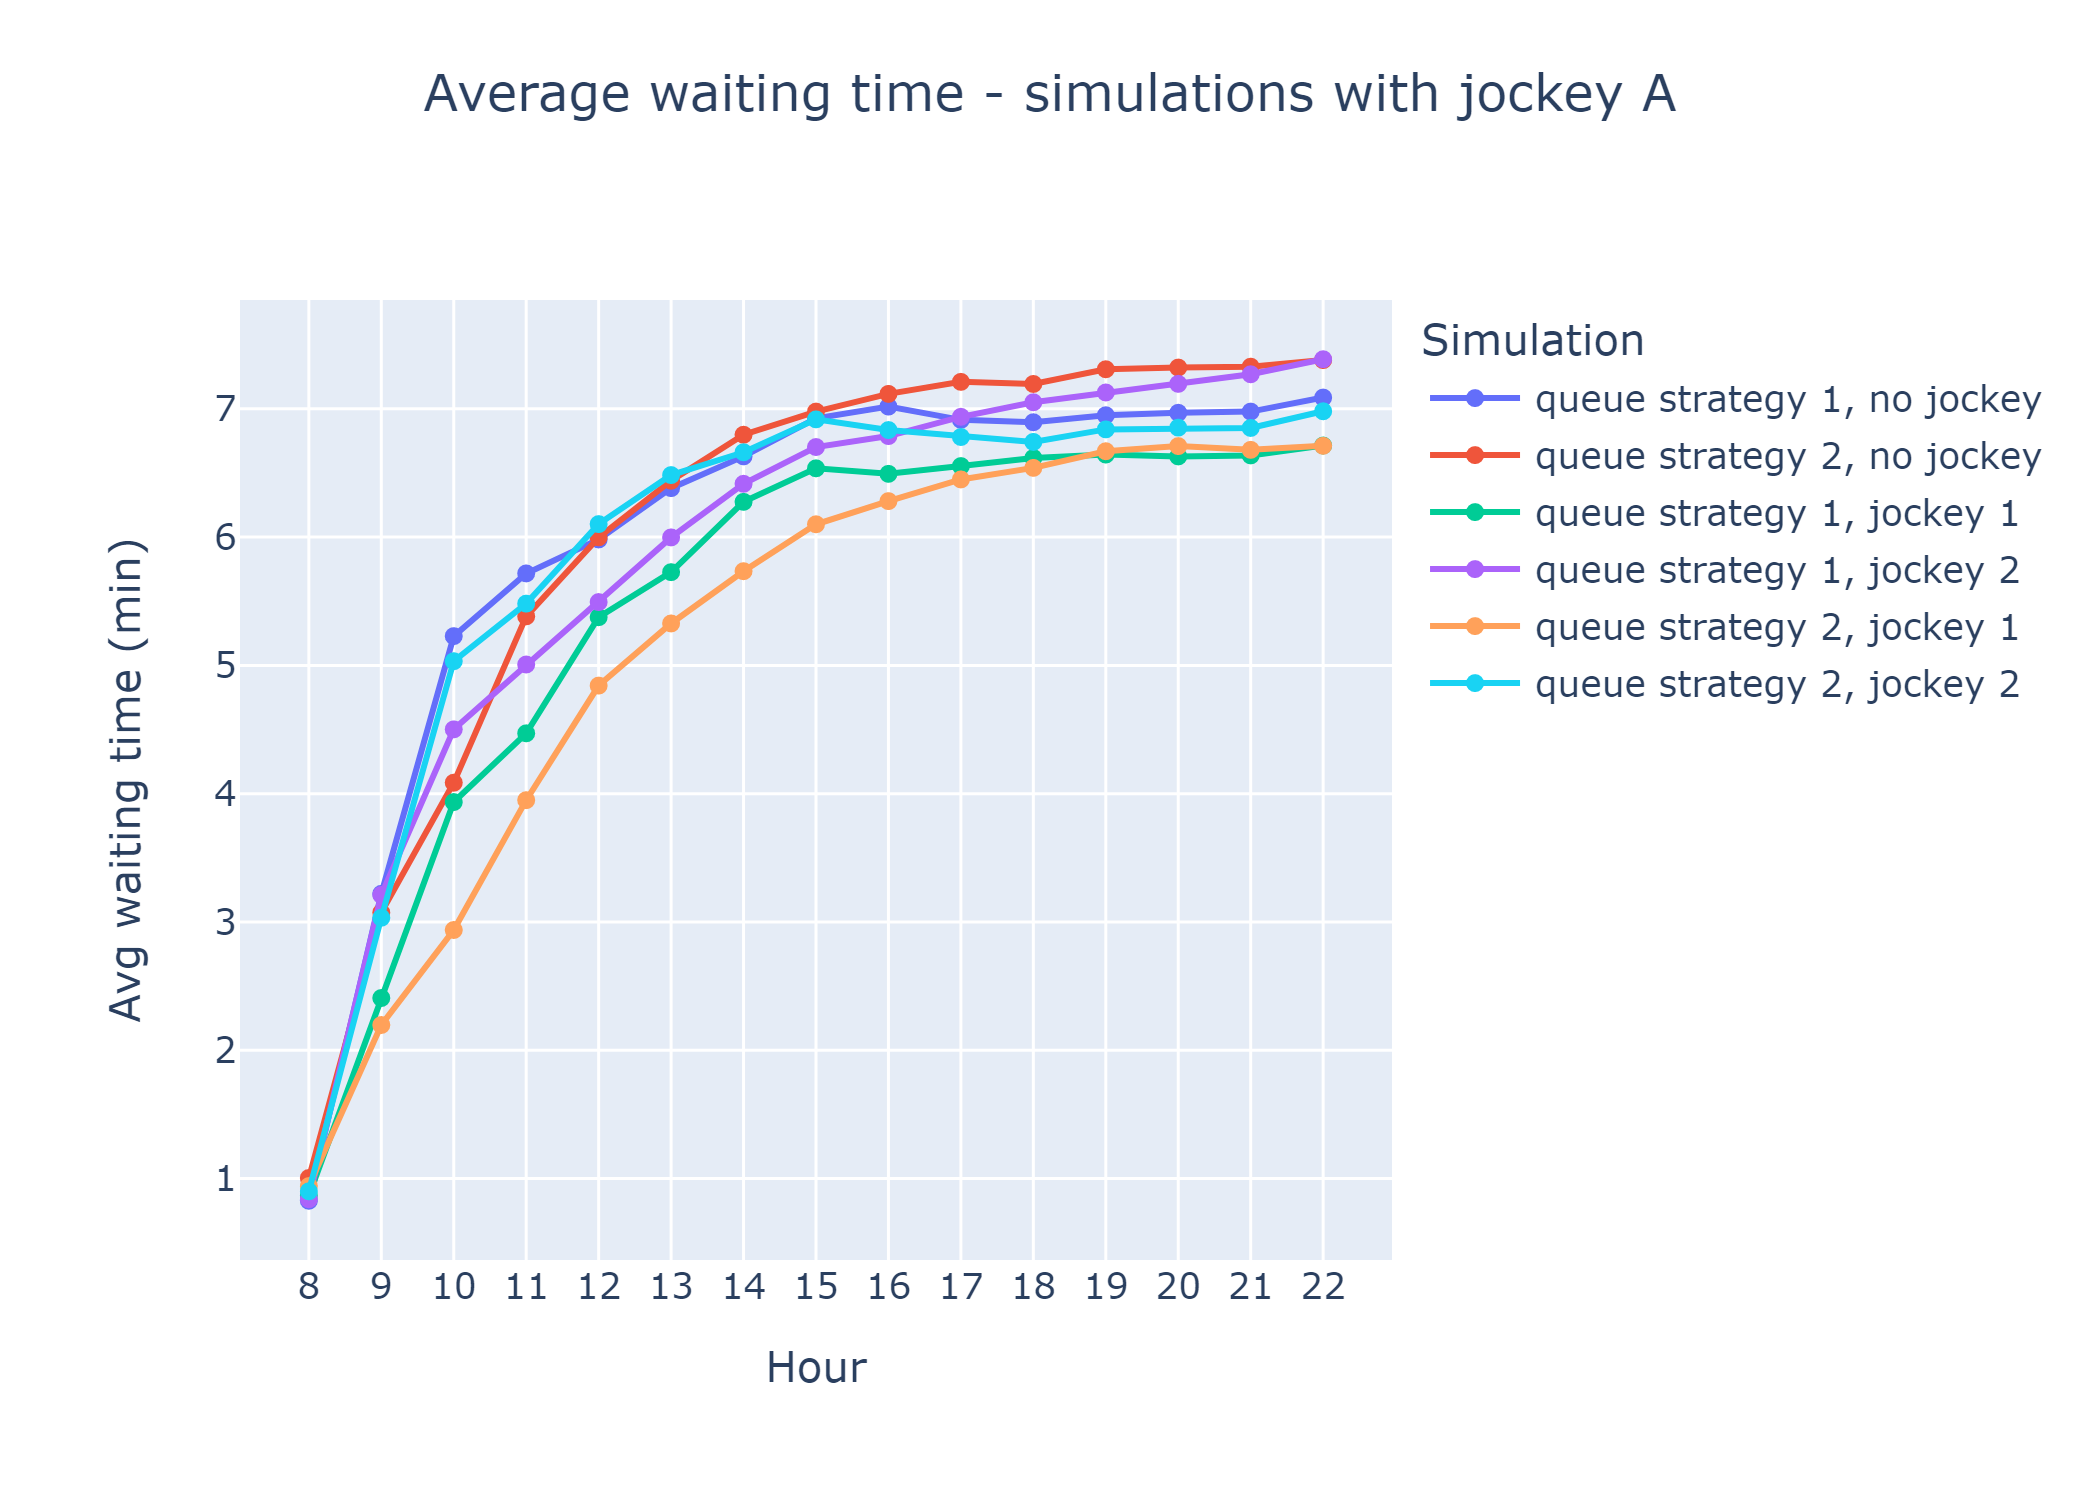 Average waiting time - simulations with jockey A
Simulation
queue strategy 1, no jockey
queue strategy 2, no jockey
queue strategy 1, jockey 1
queue strategy 1, jockey 2
queue strategy 2, jockey 1
queue strategy 2, jockey 2
Avg waiting time (min)
7
6
5
4
3
2
1
8 9 10 11 12 13 14 15 16 17 18 19 20 21 22
Hour